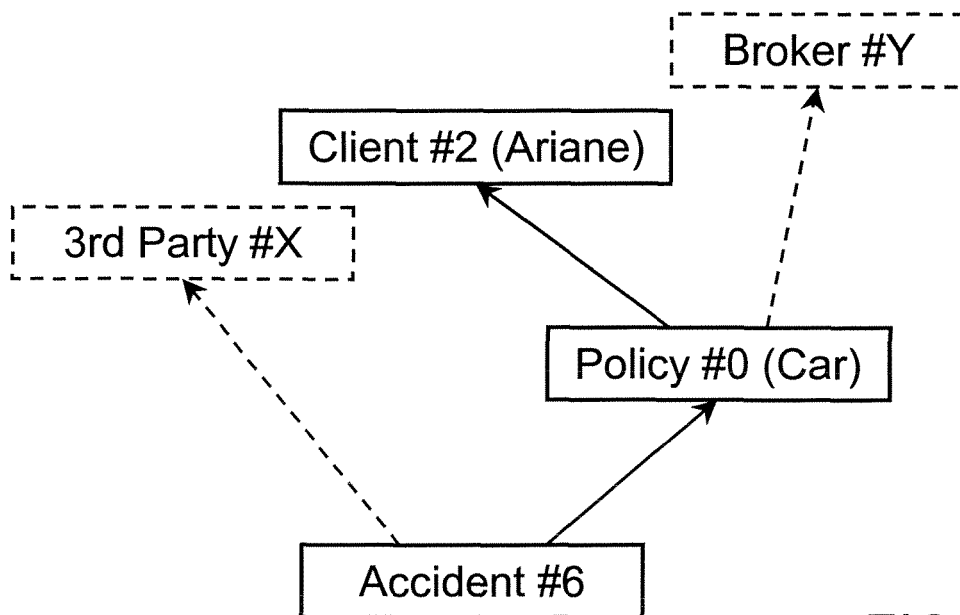 Broker #Y
Client #2 (Ariane)
3rd Party #X
Policy #0 (Car)
Accident #6